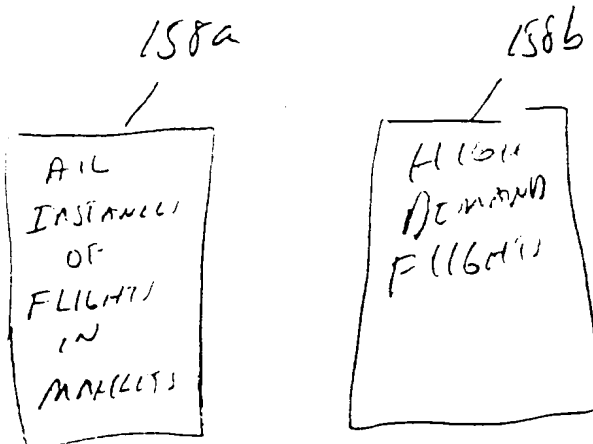 158a
158b
ALL
INSTANCES
OF
FLIGHTS
IN
MARKETS
HIGH
DEMAND
FLIGHTS